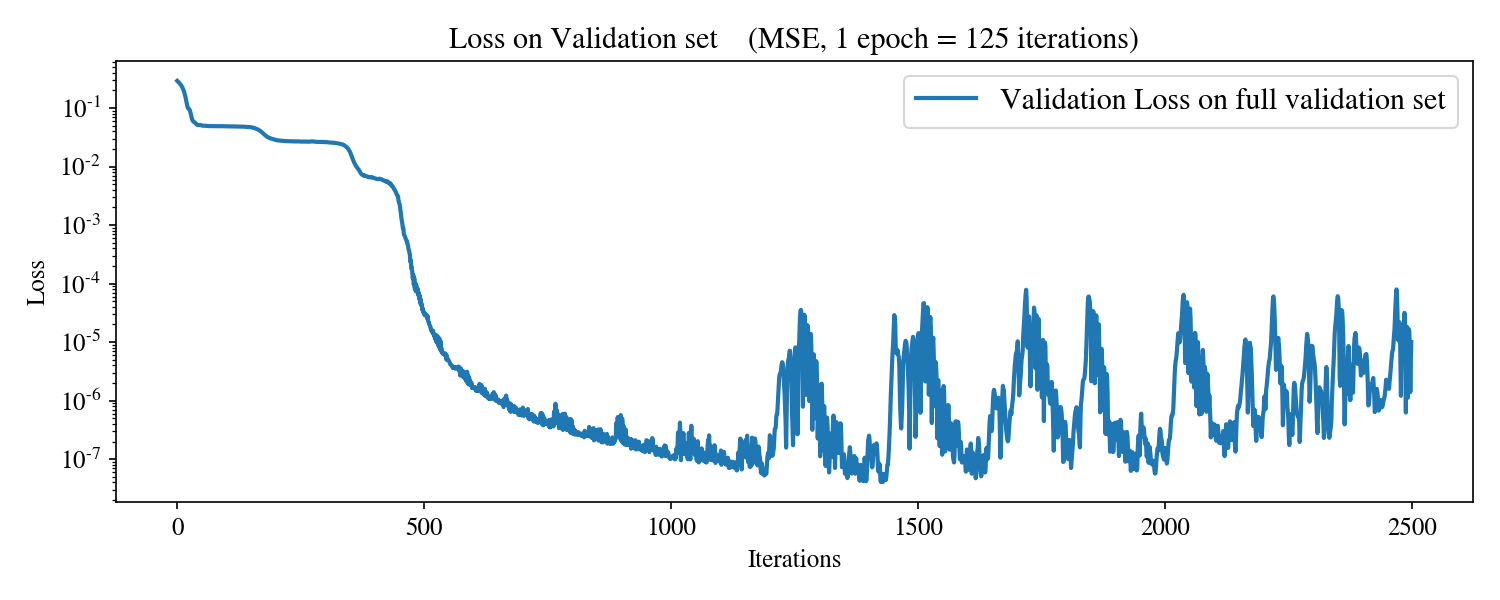 Loss on Validation set (MSE, 1 epoch = 125 iterations)
Validation Loss on full validation set
Loss
10-1
10-2
10-3
10-4
10-5
10-6
10-7
0 500 1000 1500 2000 2500
Iterations